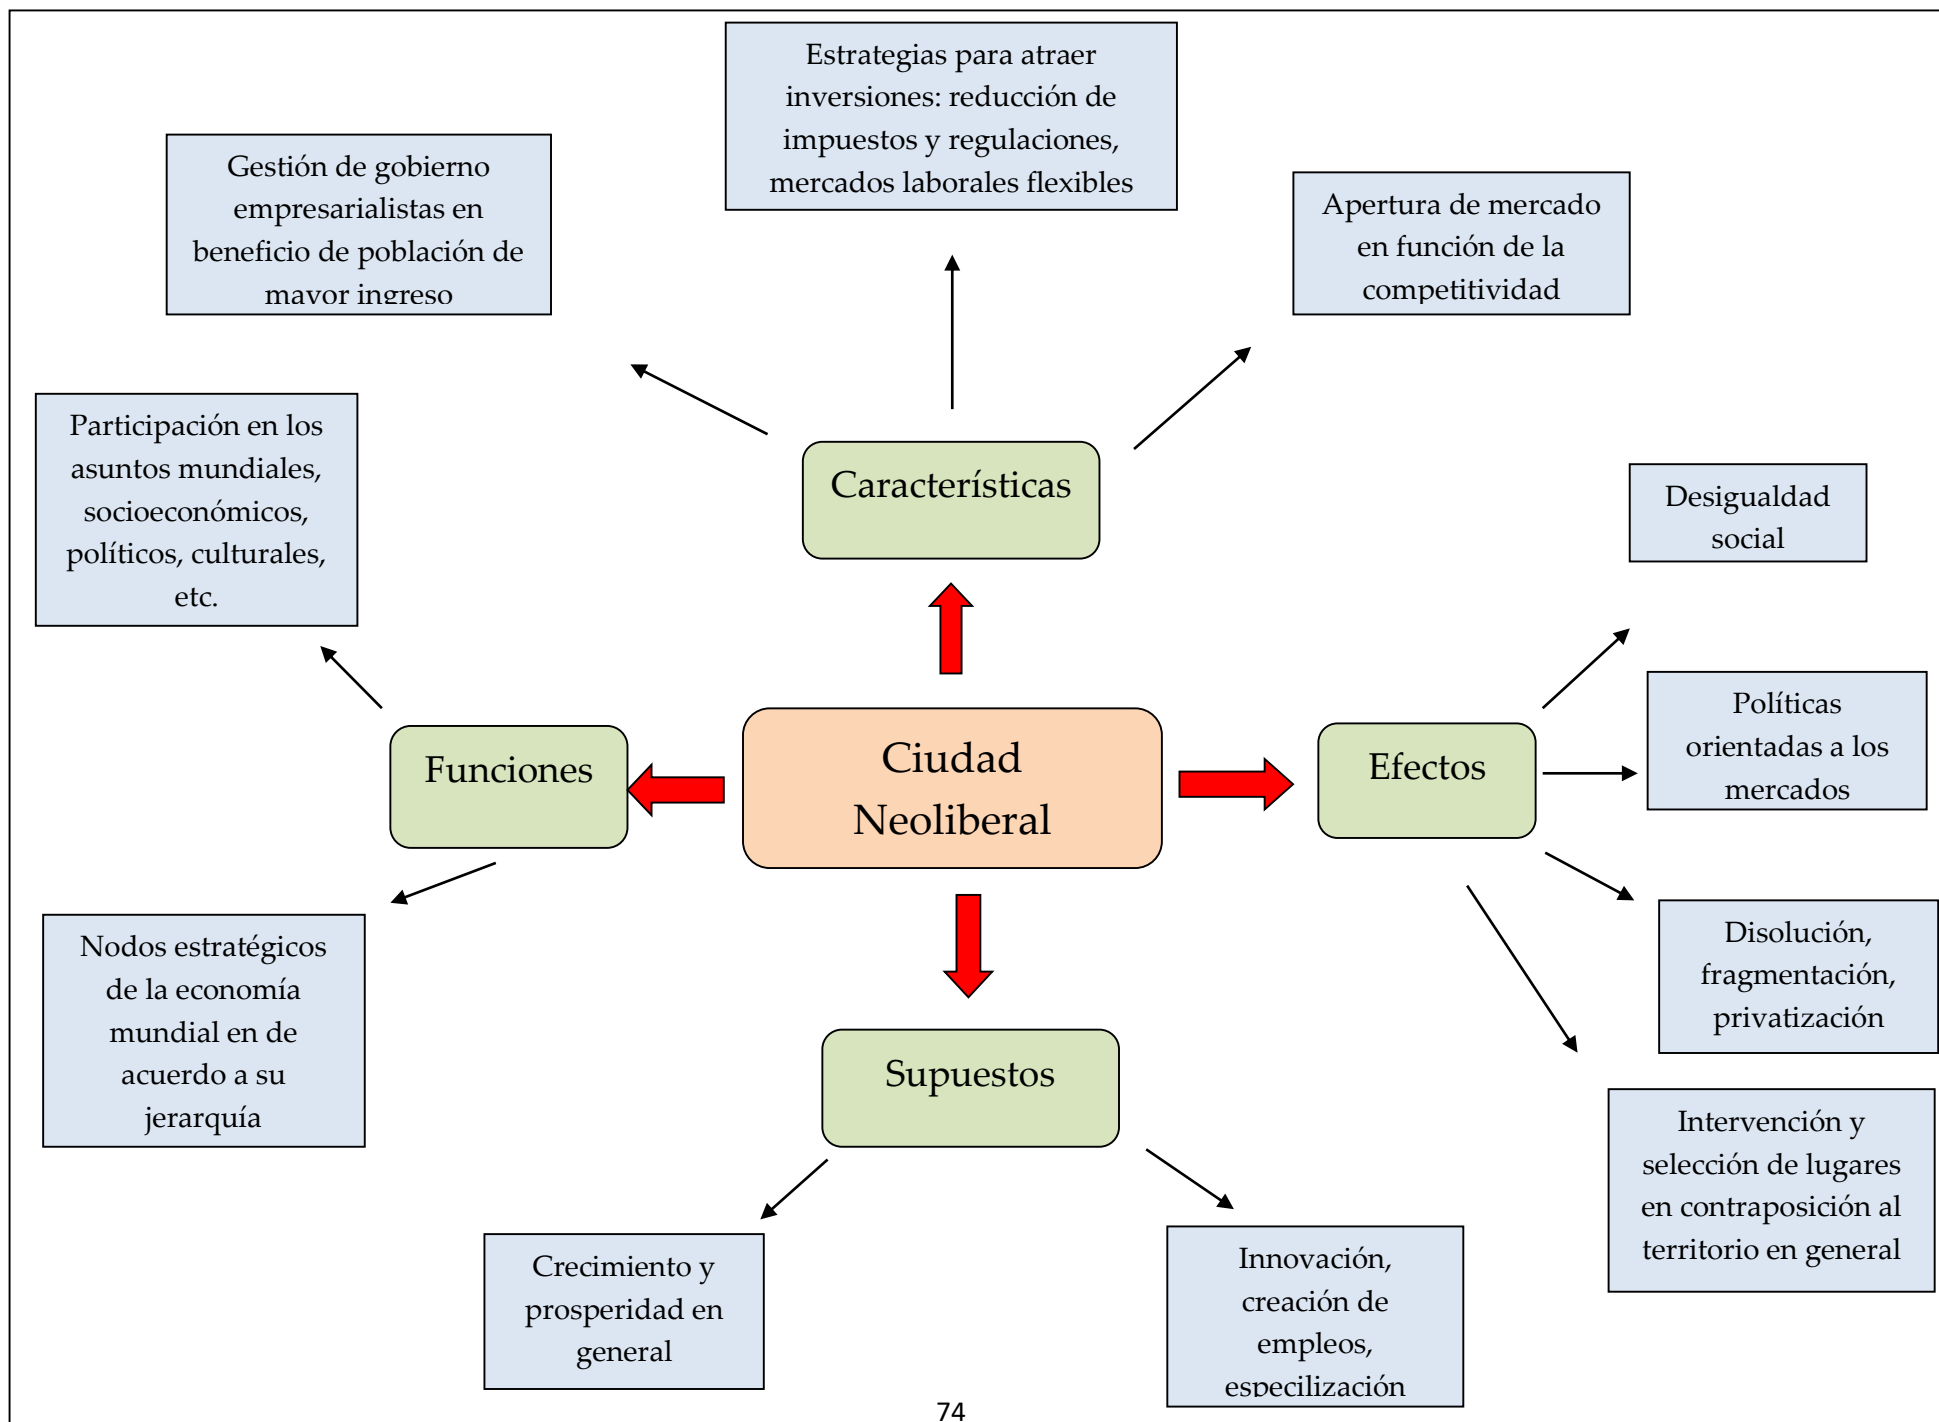 Estrategias para atraer
inversiones: reducción de
impuestos y regulaciones,
mercados laborales flexibles
Gestión de gobierno
empresarialistas en
beneficio de población de
mayor ingreso
Apertura de mercado
en función de la
competitividad
Participación en los
asuntos mundiales,
socioeconómicos,
políticos, culturales,
etc.
Características
Desigualdad
social
Funciones
Ciudad
Neoliberal
Efectos
Políticas
orientadas a los
mercados
Nodos estratégicos
de la economía
mundial en de
acuerdo a su
jerarquía
Disolución,
fragmentación,
privatización
Supuestos
Intervención y
selección de lugares
en contraposición al
territorio en general
Crecimiento y
prosperidad en
general
Innovación,
creación de
empleos,
especilización
74